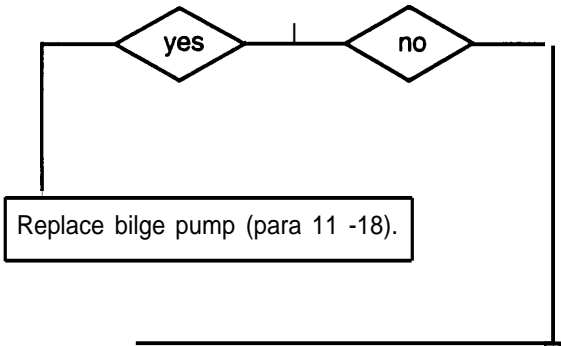 yes
no
Replace bilge pump (para 11 -18).